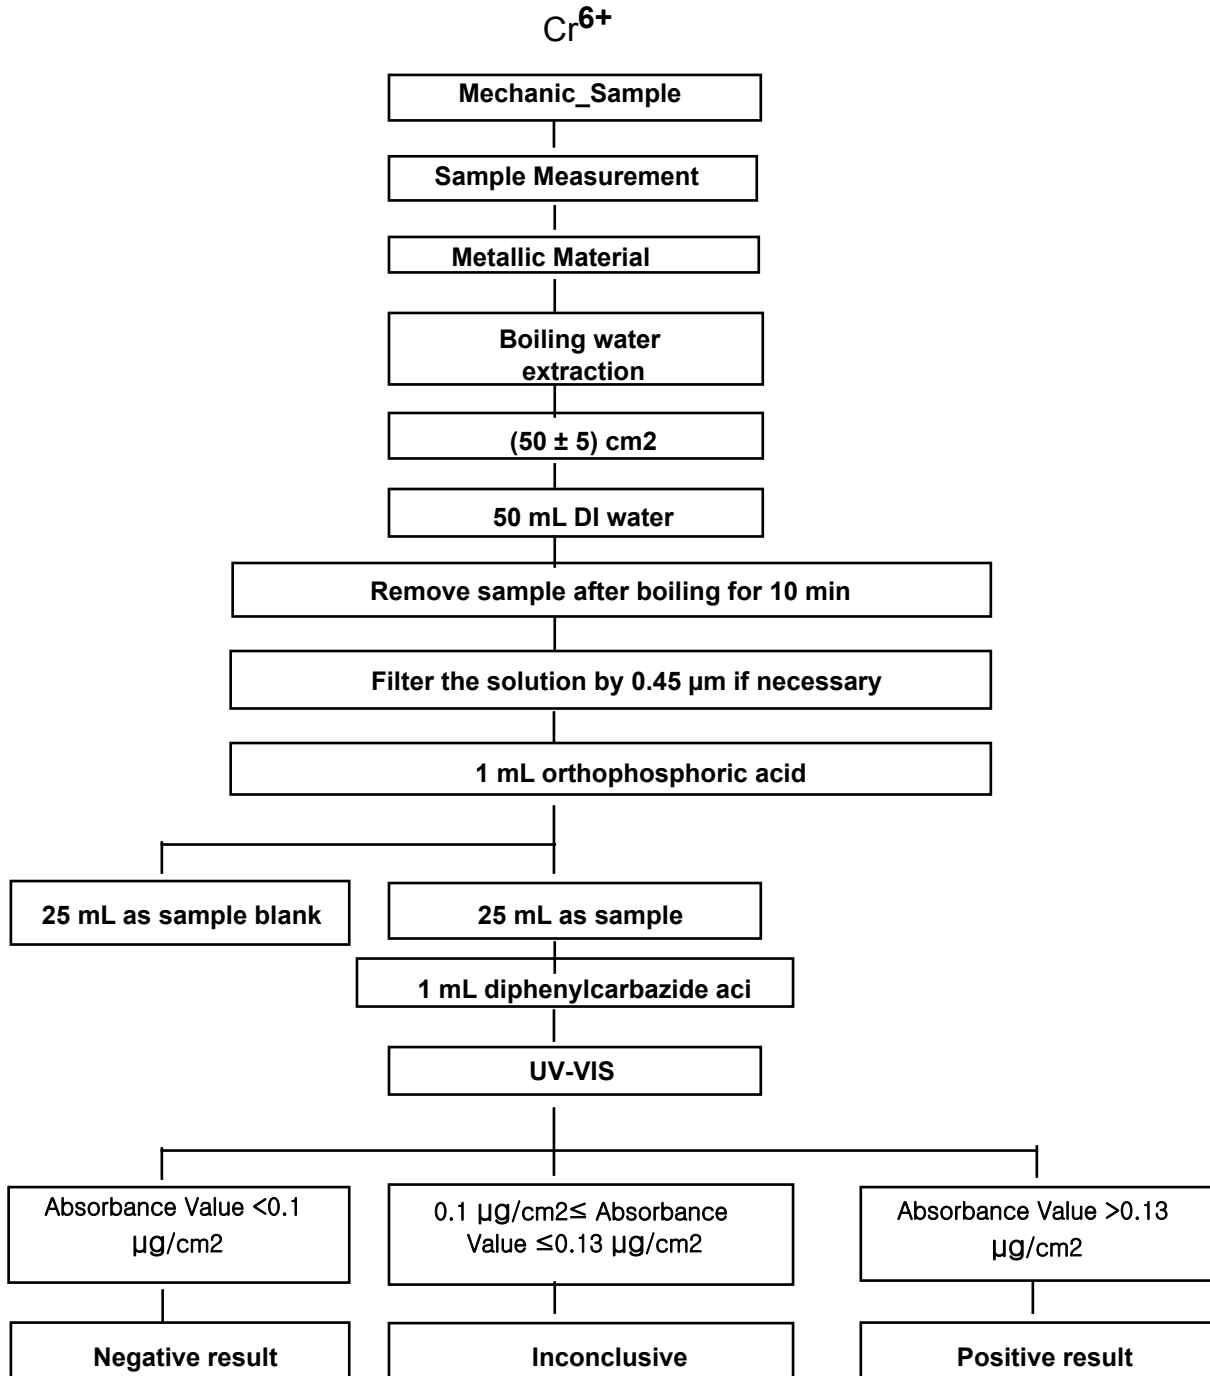 Cr6+
Mechanic_Sample
Sample Measurement
Metallic Material
Boiling water
extraction
(50 ± 5) cm2
50 mL DI water
Remove sample after boiling for 10 min
Filter the solution by 0.45 µm if necessary
1 mL orthophosphoric acid
25 mL as sample blank
25 mL as sample
1 mL diphenylcarbazide aci
UV-VIS
Absorbance Value <0.1
µg/cm2
0.1 µg/cm2≤ Absorbance
Value ≤0.13 µg/cm2
Absorbance Value >0.13
µg/cm2
Negative result
Inconclusive
Positive result